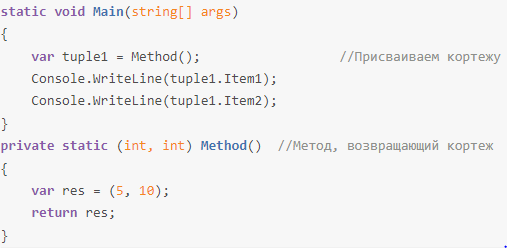 static void Main(string[] args)
{
    var tuple1 = Method();                  //Присваиваем кортежу
    Console.WriteLine(tuple1.Item1);
    Console.WriteLine(tuple1.Item2);
}
private static (int, int) Method()  //Метод, возвращающий кортеж
{
    var res = (5, 10);
    return res;
}